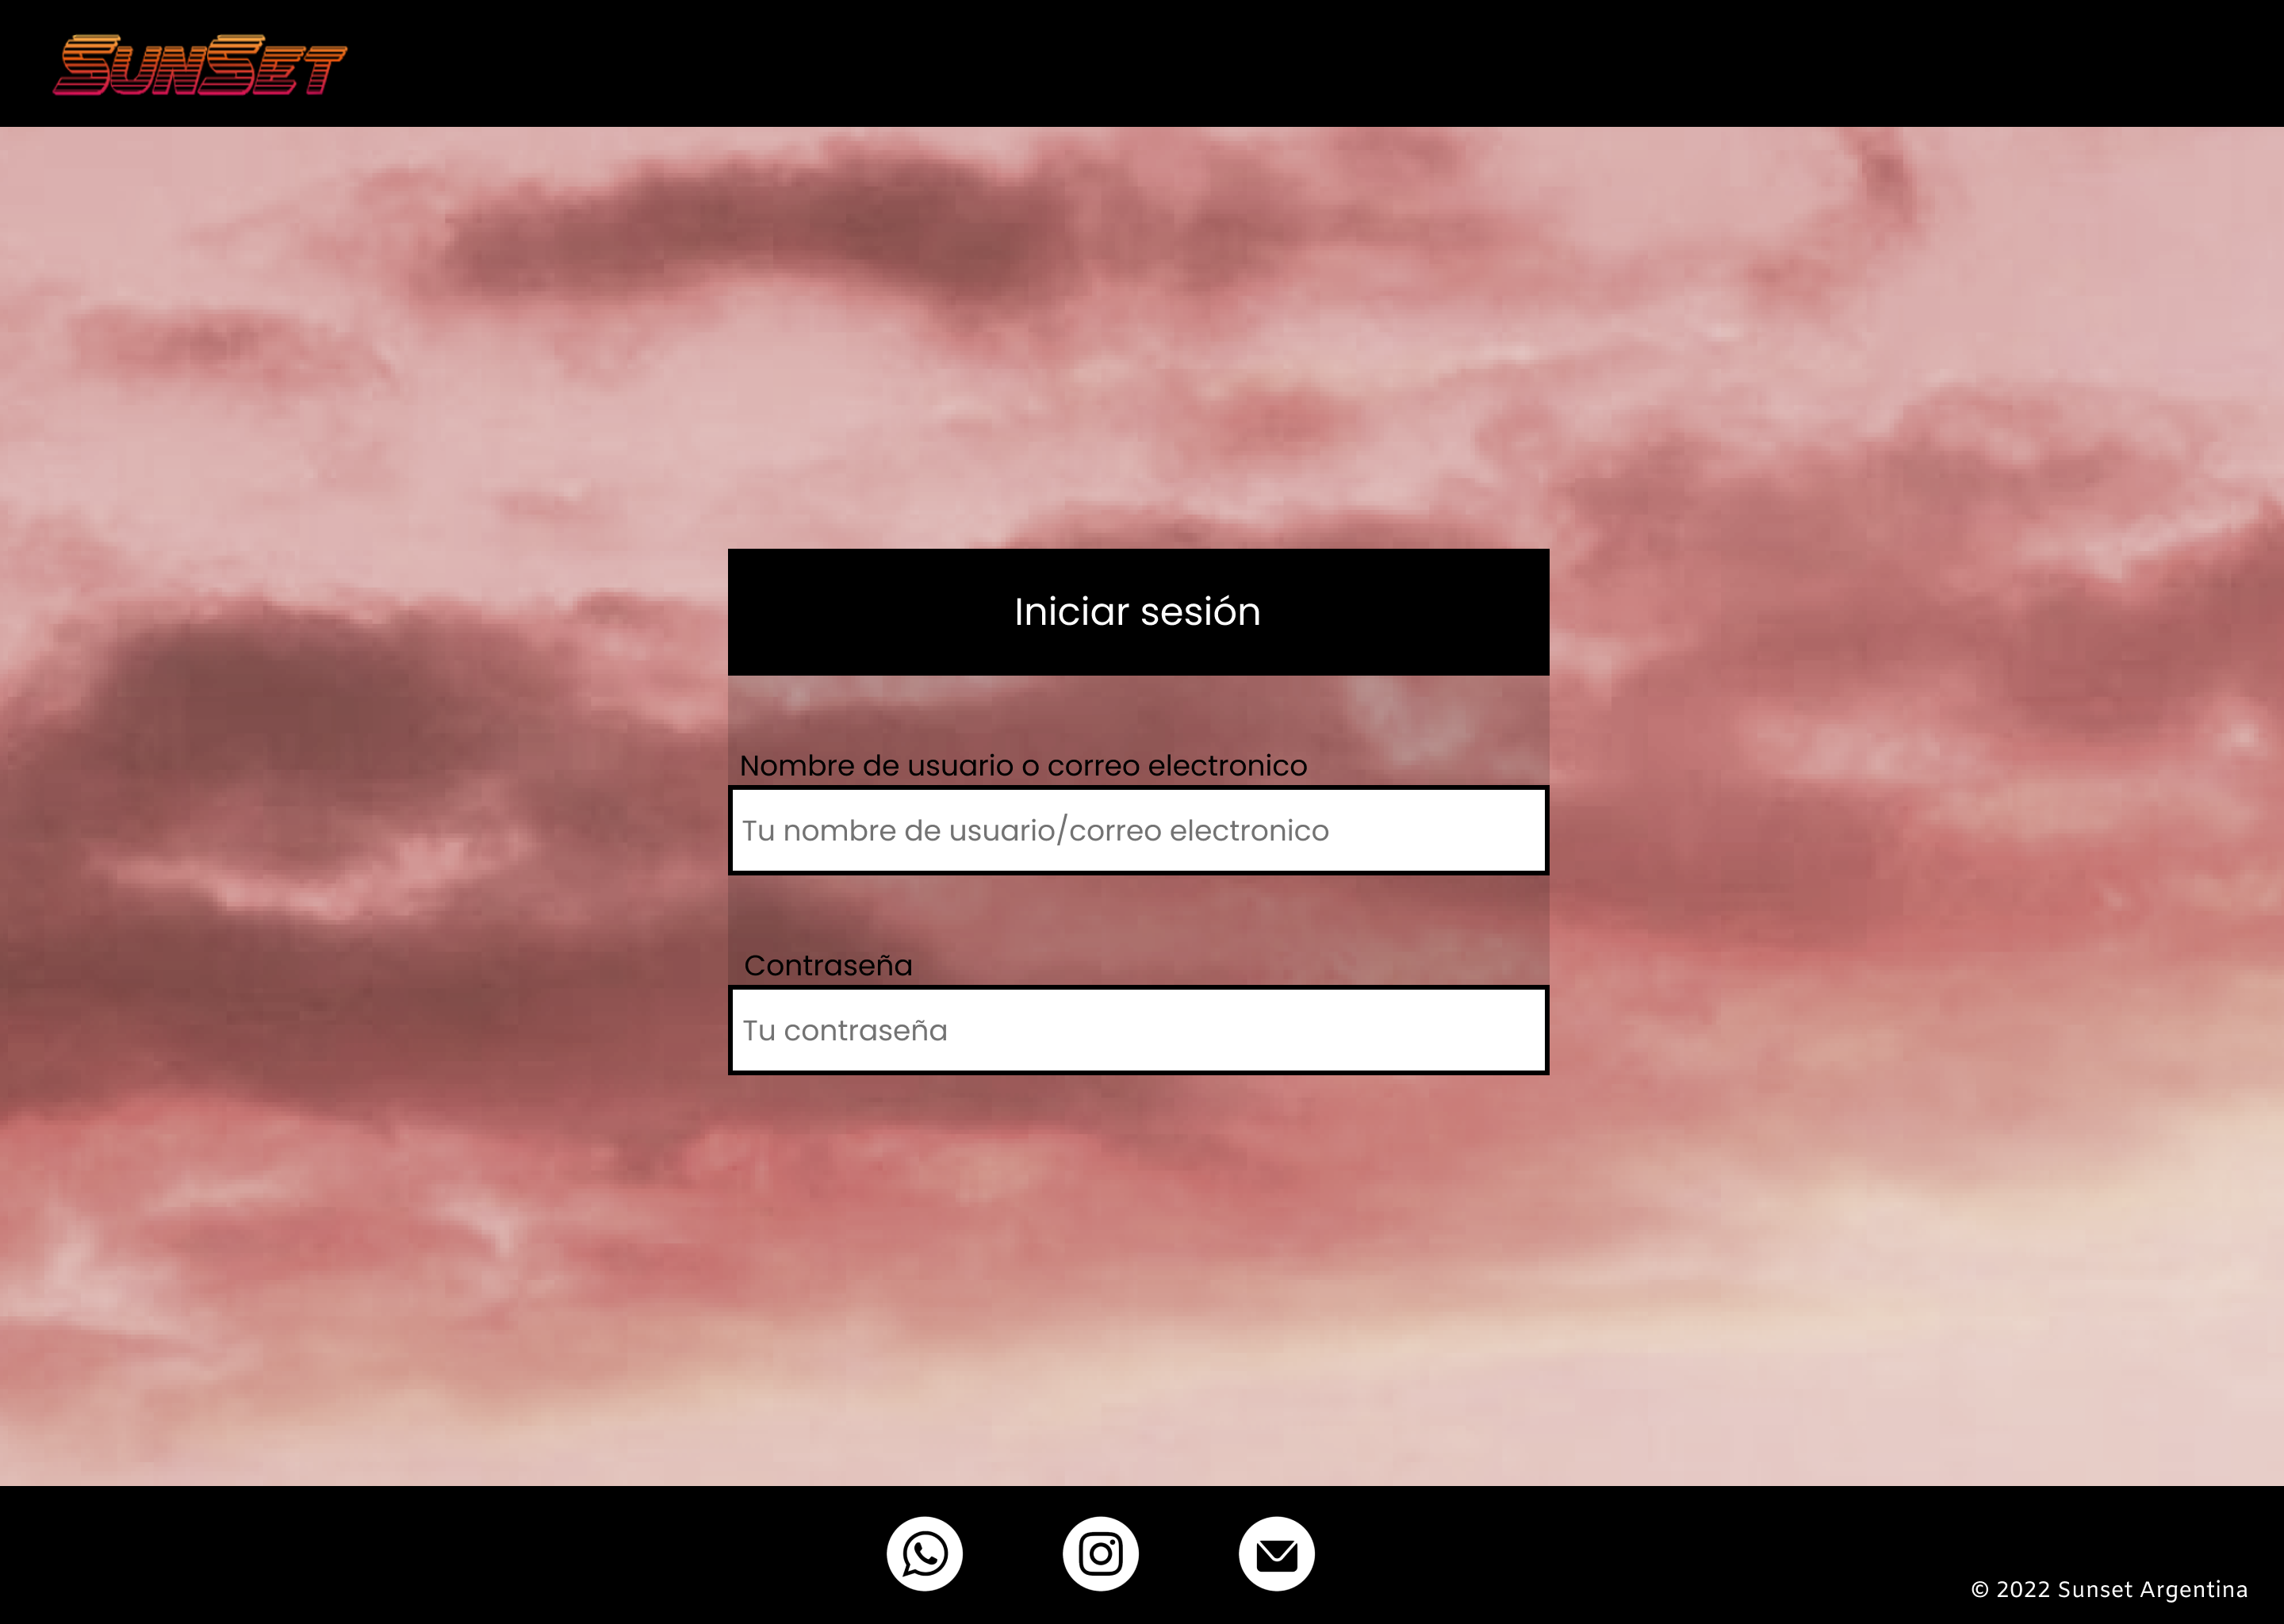 SUNSET
Iniciar sesión
Nombre de usuario o correo electronico
Tu nombre de usuario/correo electronico
Contraseña
Tu contraseña
© 2022 Sunset Argentina